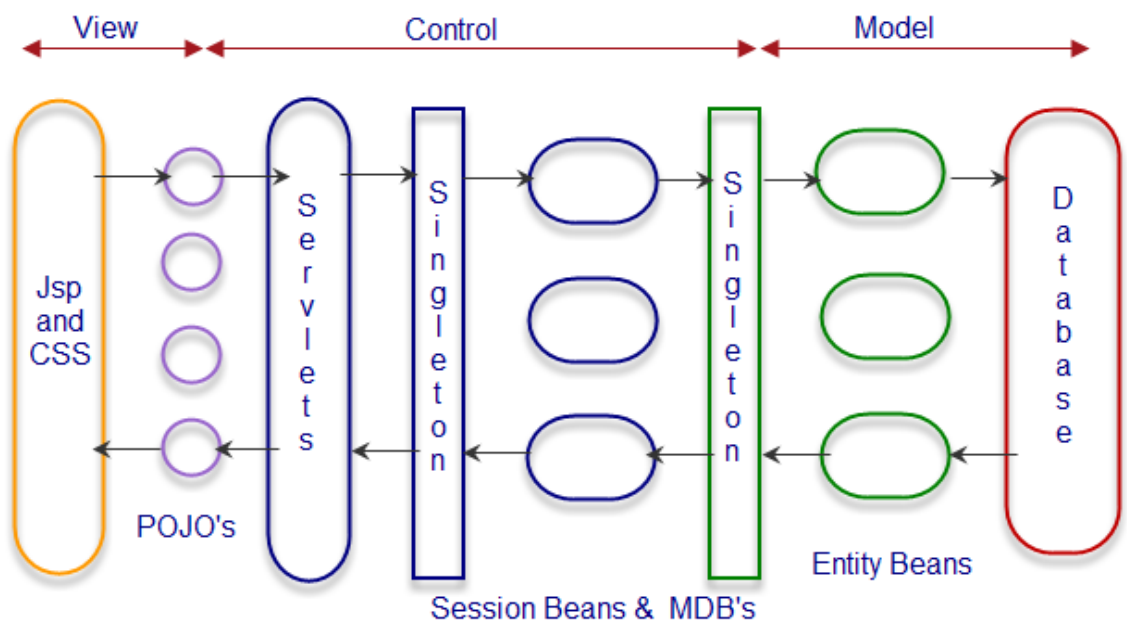 View
Control
Model
Jsp
and
CSS
POJO's
Servlets
Singleton
Session Beans & MDB's
Singleton
Entity Beans
Database